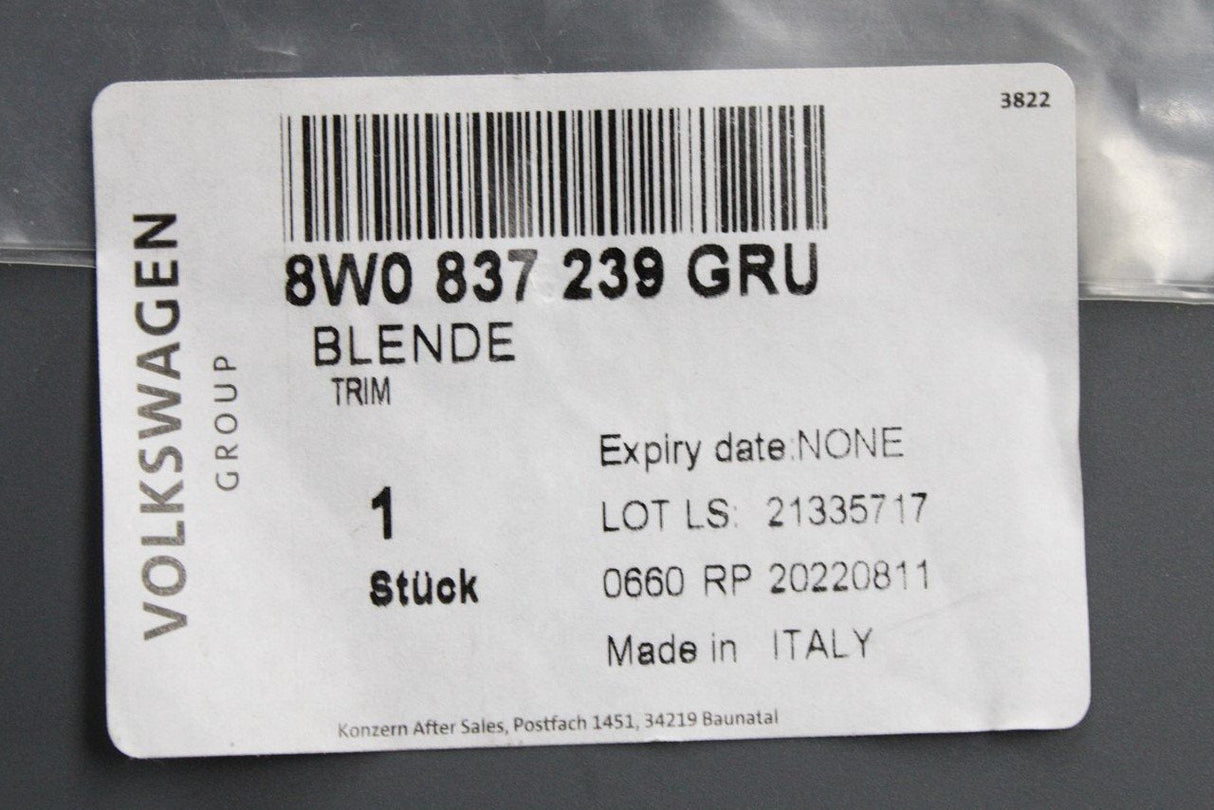 3822
VOLKSWAGEN
GROUP
8W0 837 239 GRU
BLENDE
TRIM
1
Stück
Expiry date:NONE
LOT LS: 21335717
0660 RP 20220811
Made in ITALY
Konzern After Sales, Postfach 1451, 34219 Baunatal